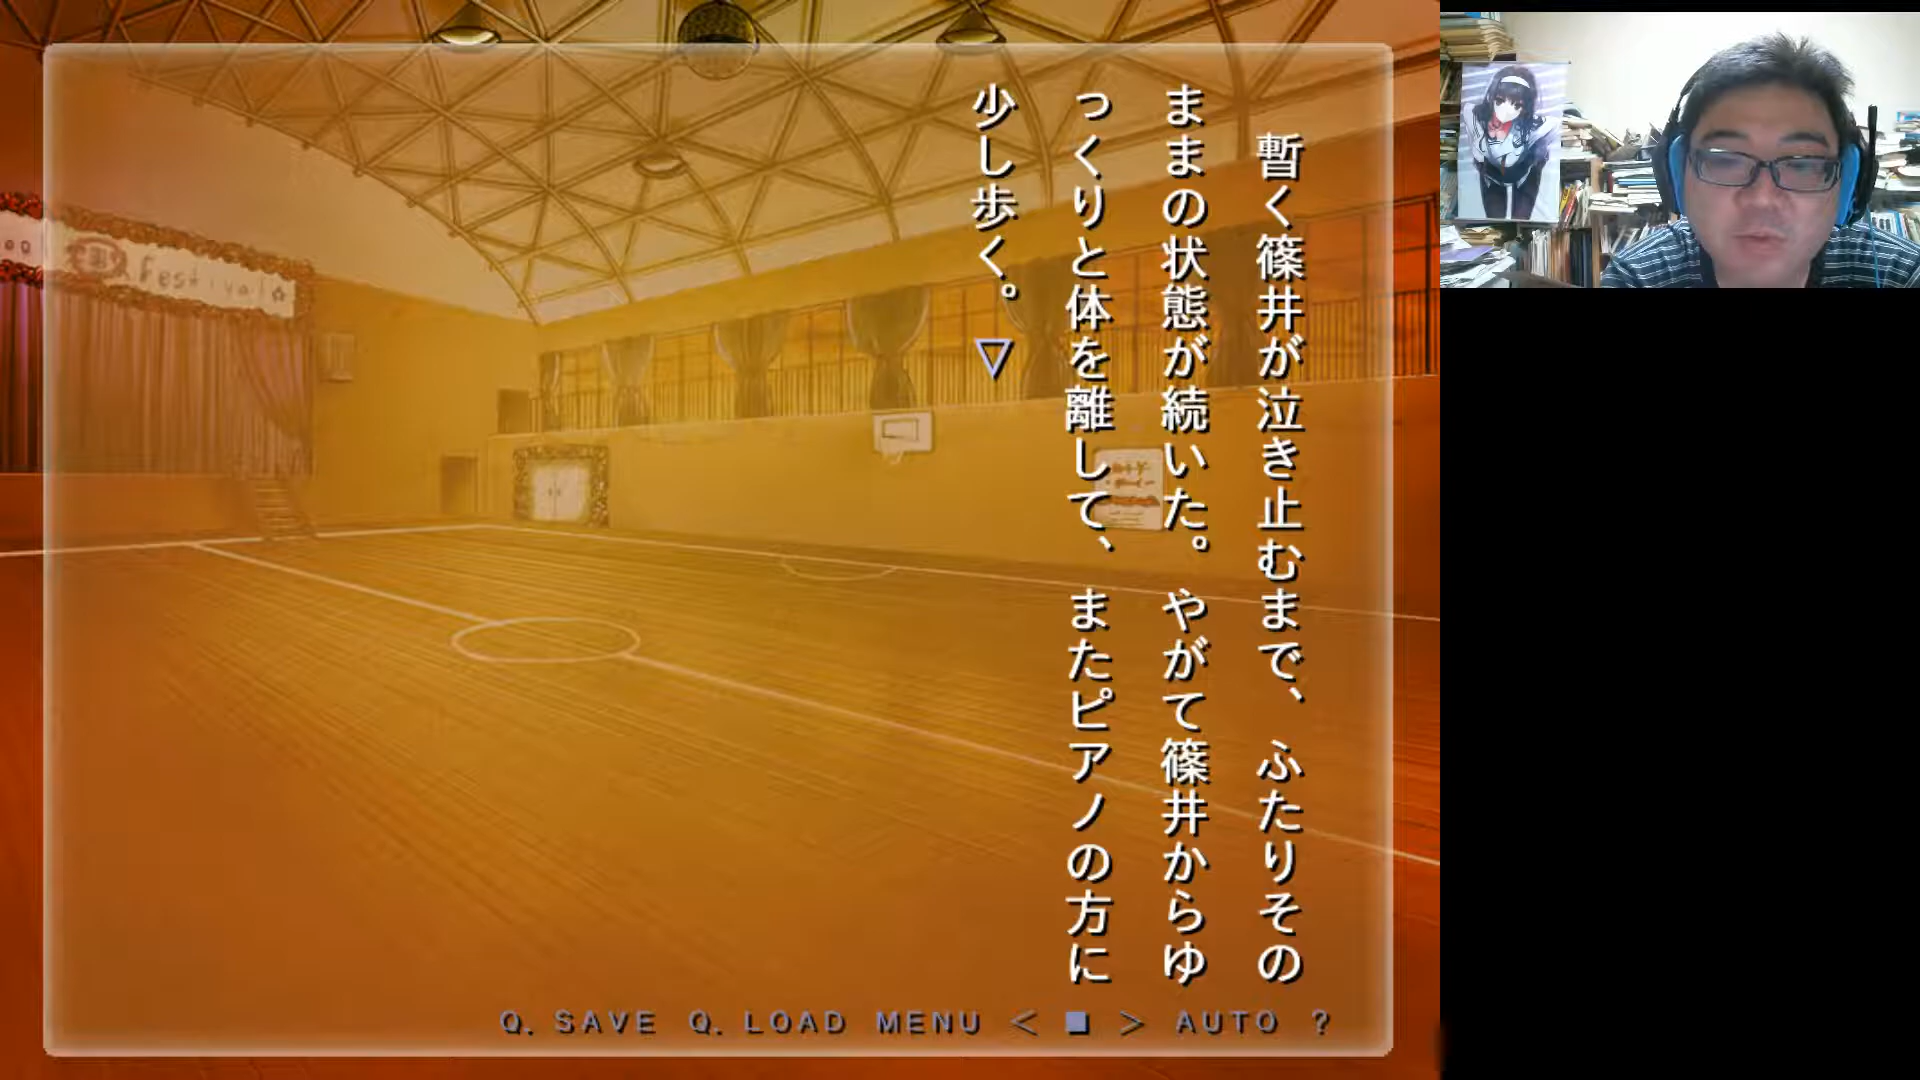 暫く篠井が泣き止むまで、ふたりその
ままの状態が続いた。やがて篠井からゆ
っくりと体を離して、またピアノの方に
少し歩く。▽
Festival
Q. SAVE Q. LOAD MENU < ■ > AUTO ?